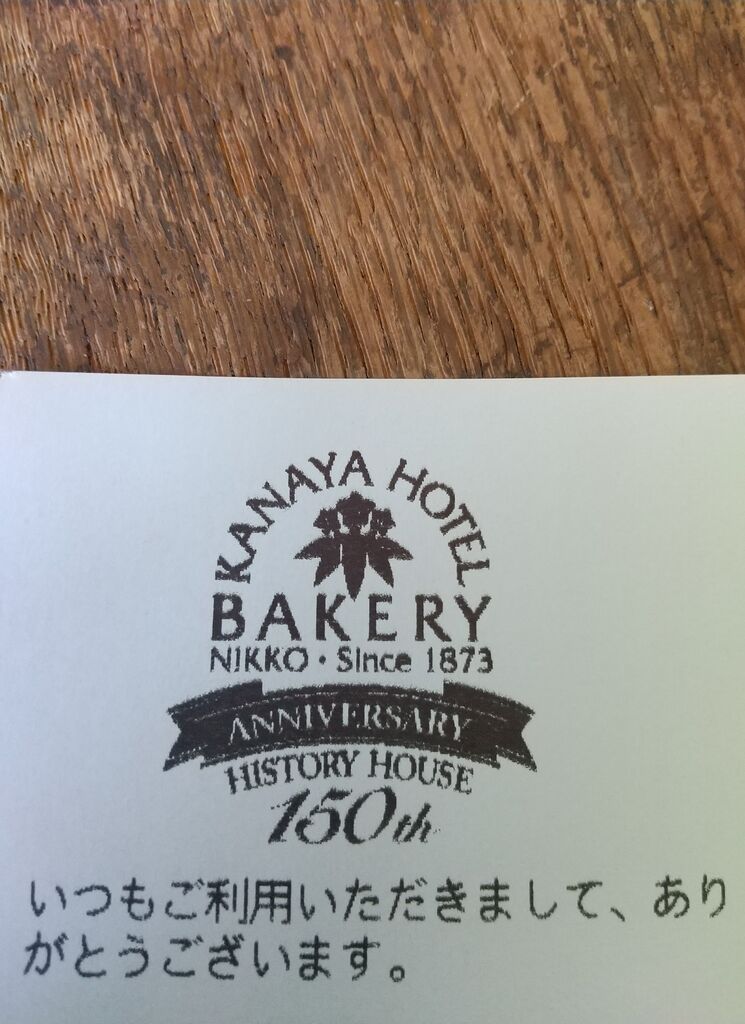 KANAYA HOTEL
BAKERY
NIKKO・Since 1873
ANNIVERSARY
HISTORY HOUSE
150th
いつもご利用いただきまして、あり
がとうございます。